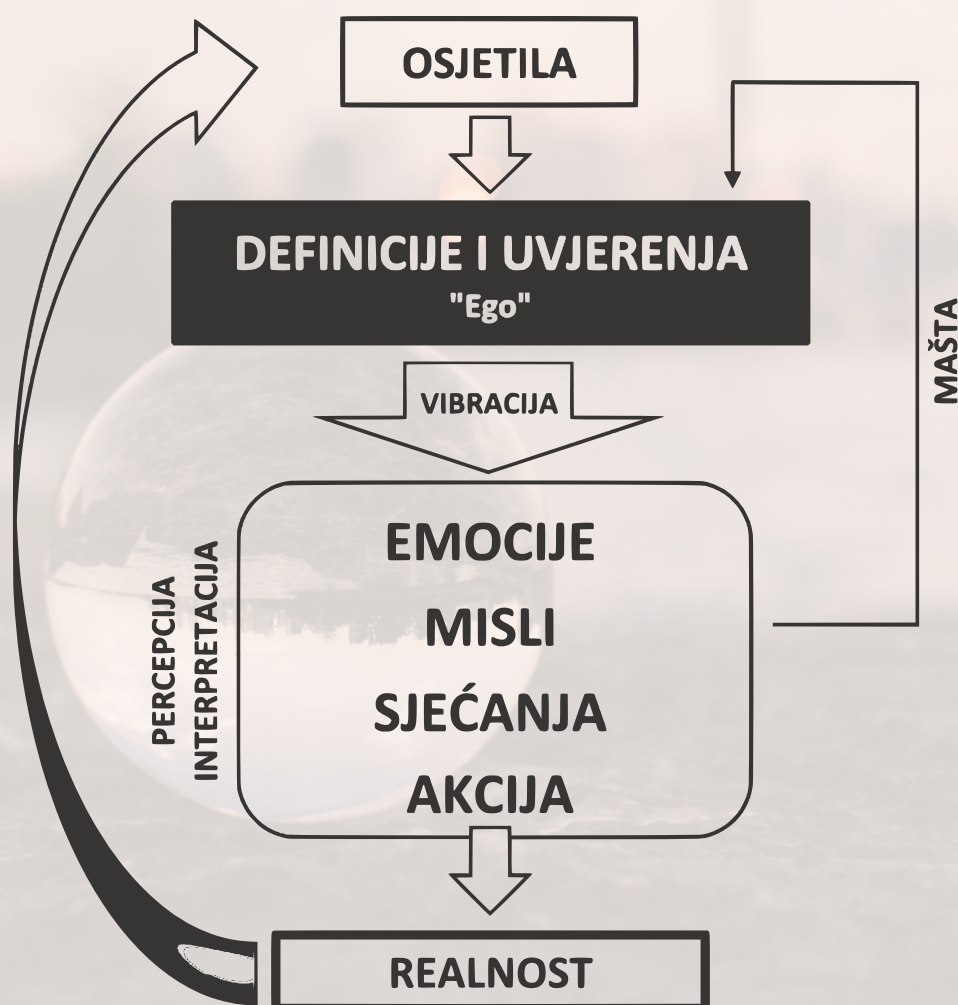 OSJETILA
DEFINICIJE I UVJERENJA
"Ego"
VIBRACIJA
MAŠTA
PERCEPCIJA
INTERPRETACIJA
EMOCIJE
MISLI
SJEĆANJA
AKCIJA
REALNOST